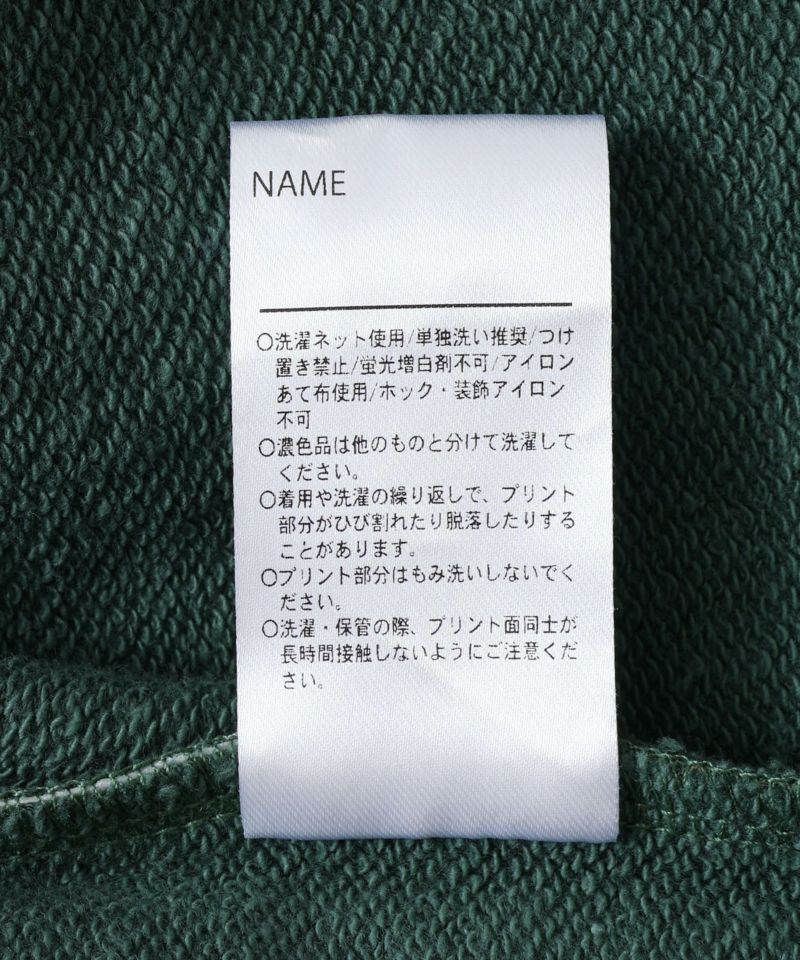 NAME
〇洗濯ネット使用/単独洗い推奨/つけ
置き禁止/蛍光増白剤不可/アイロン
あて布使用/ホック・装飾アイロン
不可
〇濃色品は他のものと分けて洗濯して
ください。
〇着用や洗濯の繰り返しで、プリント
部分がひび割れたり脱落したりする
ことがあります。
〇プリント部分はもみ洗いしないでく
ださい。
〇洗濯・保管の際、プリント面同士が
長時間接触しないようにご注意くだ
さい。